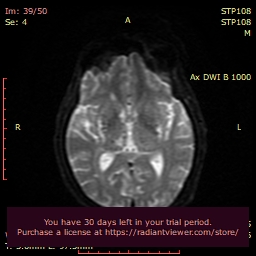 Im: 39/50
Se: 4
A
STP108
STP108
M
Ax DWI B 1000
R
L
You have 30 days left in your trial period.
Purchase a license at https://radiantviewer.com/store/